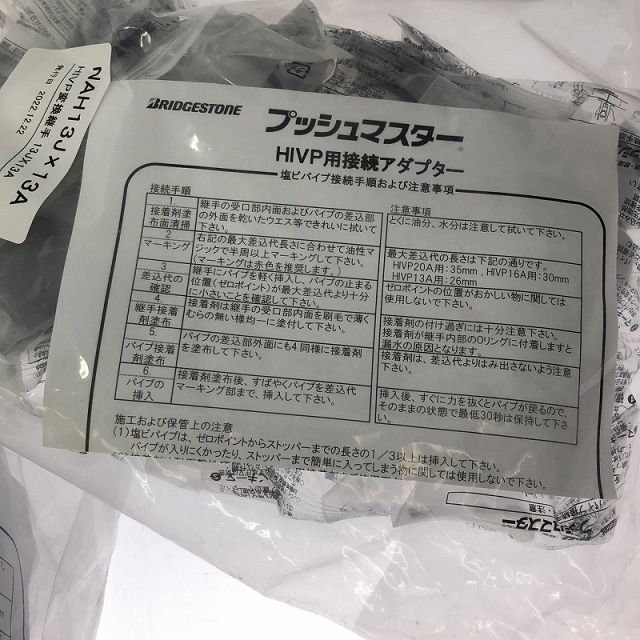 NAH13J×13A
HIVP変換継手 13J×13A
発行日 2022.12.22
BRIDGESTONE
プッシュマスター
HIVP用接続アダプター
塩ビパイプ接続手順および注意事項
接続手順
注意事項
1.
接着剤塗
布面清掃
継手の受口部内面およびパイプの差込部
の外面を乾いたウエス等できれいに拭いて
下さい。
とくに油分、水分は注意して拭いて下さい。
2.
マーキング
右記の最大差込代長さに合わせて油性マ
ジックで半周以上マーキングして下さい。
(マーキングは赤色を推奨します。)
最大差込代の長さは下記の通りです。
HIVP20A用:35mm , HIVP16A用:30mm
HIVP13A用:26mm
3.
差込代の
確認
継手にパイプを軽く挿入し、パイプの止まる
位置(ゼロポイント)が最大差込代より十分
に小さいことを確認して下さい。
ゼロポイントの位置がおかしい物に関しては
使用しないで下さい。
4.
継手接着
剤塗布
接着剤は継手の受口部内面を刷毛で薄く
むらの無い様均一に塗付して下さい。
接着剤の付け過ぎには十分注意下さい。
接着剤が継手内部のOリングに付着しますと
漏水の原因となります。
5.
パイプ接着
剤塗布
パイプの差込部外面にも4.同様に接着剤
を塗布して下さい。
接着剤は、差込代よりはみ出さないよう注意
下さい。
6.
パイプの
挿入
接着剤塗布後、すばやくパイプを差込代
マーキング部まで、挿入して下さい。
挿入後、すぐに力を抜くとパイプが戻るので、
そのままの状態で最低30秒は保持して下さ
い。
施工および保管上の注意
(1)塩ビパイプは、ゼロポイントからストッパーまでの長さの1/3以上は挿入して下さい。
パイプが入りにくかったり、ストッパーまで簡単に入ってしまう物に関しては使用しないで下さい。
プッシュマスター